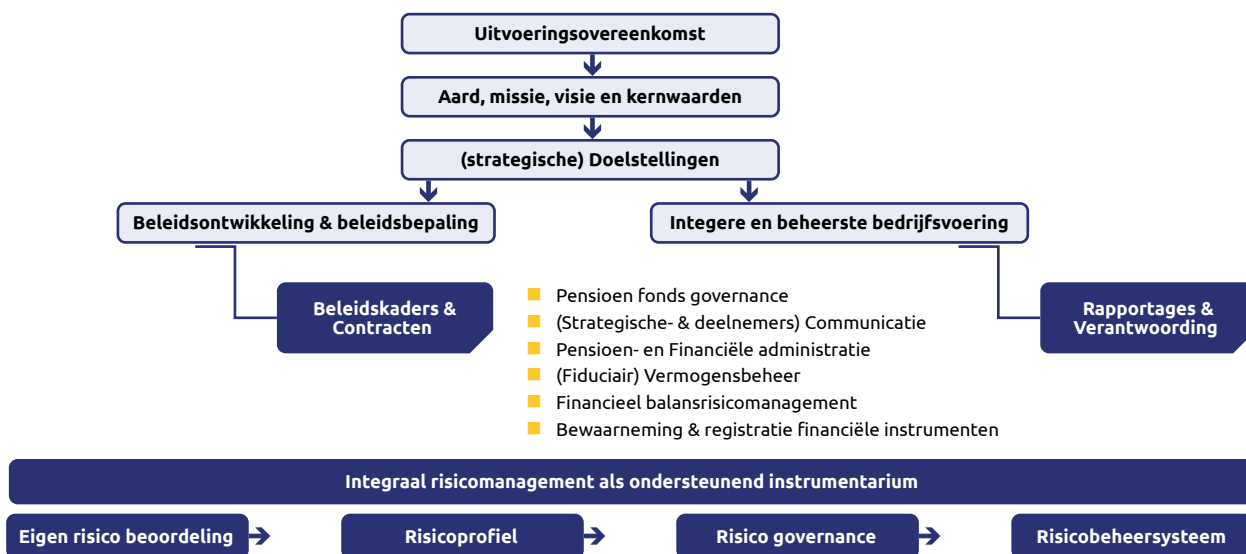 Uitvoeringsovereenkomst
Aard, missie, visie en kernwaarden
(strategische) Doelstellingen
Beleidsontwikkeling & beleidsbepaling
Integere en beheerste bedrijfsvoering
Beleidskaders &
Contracten
Pensioen fonds governance
(Strategische- & deelnemers) Communicatie
Pensioen- en Financiële administratie
(Fiduciair) Vermogensbeheer
Financieel balansrisicomanagement
Bewaarneming & registratie financiële instrumenten
Rapportages &
Verantwoording
Integraal risicomanagement als ondersteunend instrumentarium
Eigen risico beoordeling
Risicoprofiel
Risico governance
Risicobeheersysteem